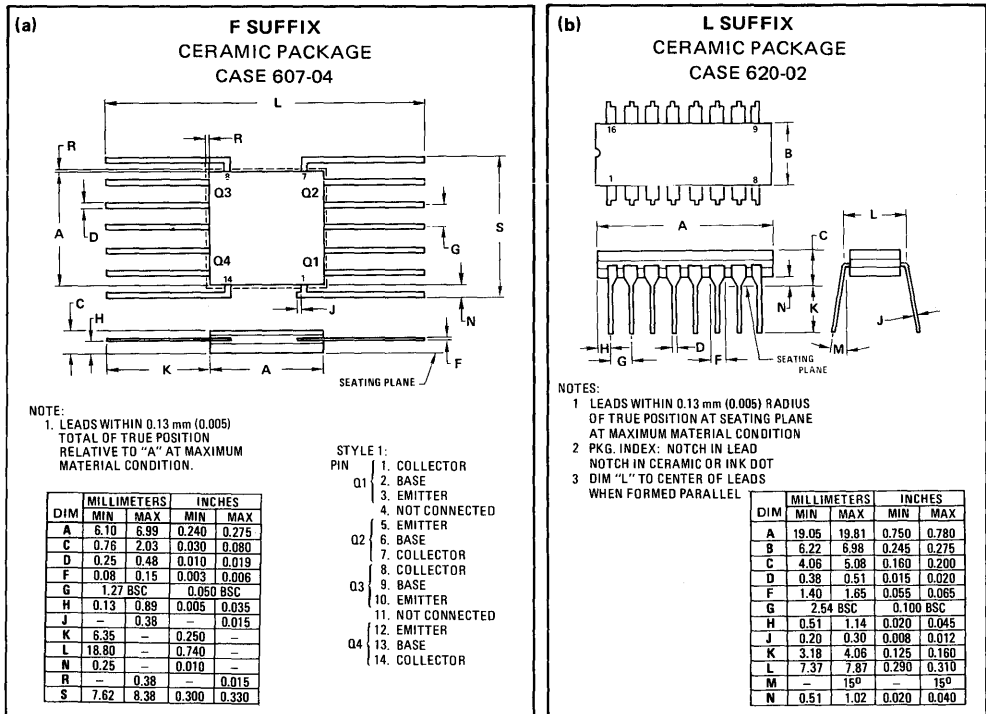 (a)
F SUFFIX
CERAMIC PACKAGE
CASE 607-04
L
R
R
8 7
Q3 Q2
A
D
G
S
Q4 Q1
14 1
J
N
C
H
F
K A
SEATING PLANE
NOTE:
1. LEADS WITHIN 0.13 mm (0.005)
TOTAL OF TRUE POSITION
RELATIVE TO "A" AT MAXIMUM
MATERIAL CONDITION.
STYLE 1:
PIN 1. COLLECTOR
Q1 2. BASE
3. EMITTER
4. NOT CONNECTED
5. EMITTER
Q2 6. BASE
7. COLLECTOR
8. COLLECTOR
Q3 9. BASE
10. EMITTER
11. NOT CONNECTED
12. EMITTER
Q4 13. BASE
14. COLLECTOR
DIM MILLIMETERS INCHES
MIN MAX MIN MAX
A 6.10 6.99 0.240 0.275
C 0.76 2.03 0.030 0.080
D 0.25 0.48 0.010 0.019
F 0.08 0.15 0.003 0.006
G 1.27 BSC 0.050 BSC
H 0.13 0.89 0.005 0.035
J – 0.38 – 0.015
K 6.35 – 0.250 –
L 18.80 – 0.740 –
N 0.25 – 0.010 –
R – 0.38 – 0.015
S 7.62 8.38 0.300 0.330
(b)
L SUFFIX
CERAMIC PACKAGE
CASE 620-02
16 9
B
1 8
A
L
C
N
K
J
M
H
G
D
F
SEATING
PLANE
NOTES:
1 LEADS WITHIN 0.13 mm (0.005) RADIUS
OF TRUE POSITION AT SEATING PLANE
AT MAXIMUM MATERIAL CONDITION
2 PKG. INDEX: NOTCH IN LEAD
NOTCH IN CERAMIC OR INK DOT
3 DIM "L" TO CENTER OF LEADS
WHEN FORMED PARALLEL
DIM MILLIMETERS INCHES
MIN MAX MIN MAX
A 19.05 19.81 0.750 0.780
B 6.22 6.98 0.245 0.275
C 4.06 5.08 0.160 0.200
D 0.38 0.51 0.015 0.020
F 1.40 1.65 0.055 0.065
G 2.54 BSC 0.100 BSC
H 0.51 1.14 0.020 0.045
J 0.20 0.30 0.008 0.012
K 3.18 4.06 0.125 0.160
L 7.37 7.87 0.290 0.310
M – 15º – 15º
N 0.51 1.02 0.020 0.040